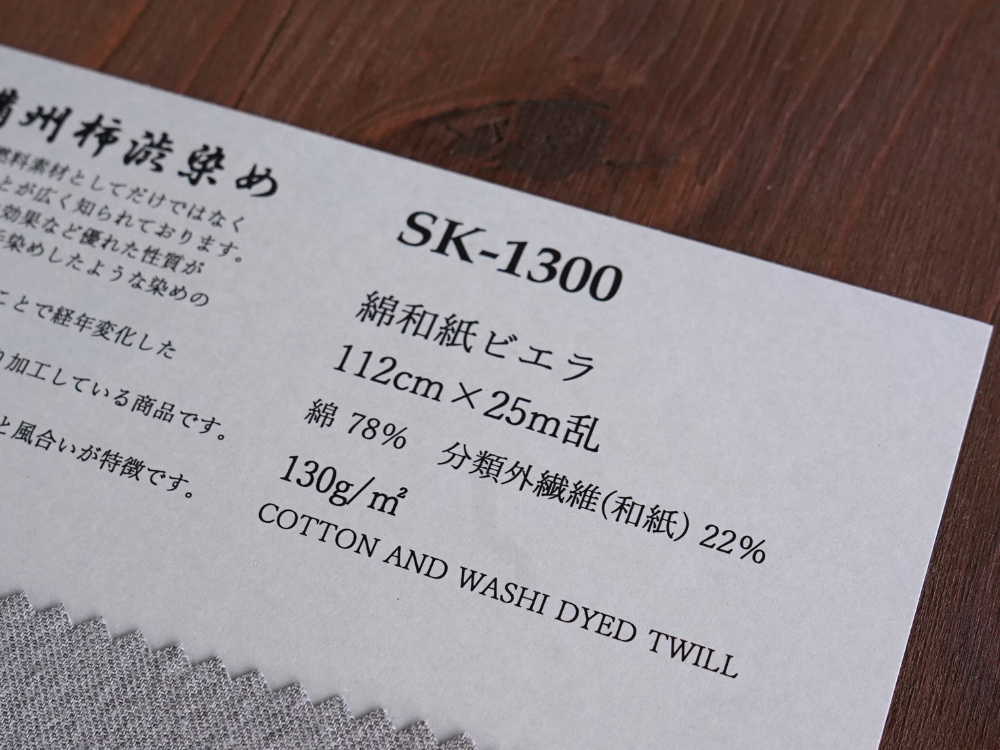 州柿渋染め
燃料素材としてだけではなく
とが広く知られております。
効果など優れた性質が
染めしたような染めの
ことで経年変化した
加工している商品です。
と風合いが特徴です。
SK-1300
綿和紙ビエラ
112cm×25m乱
綿 78% 分類外繊維(和紙) 22%
130g/㎡
COTTON AND WASHI DYED TWILL